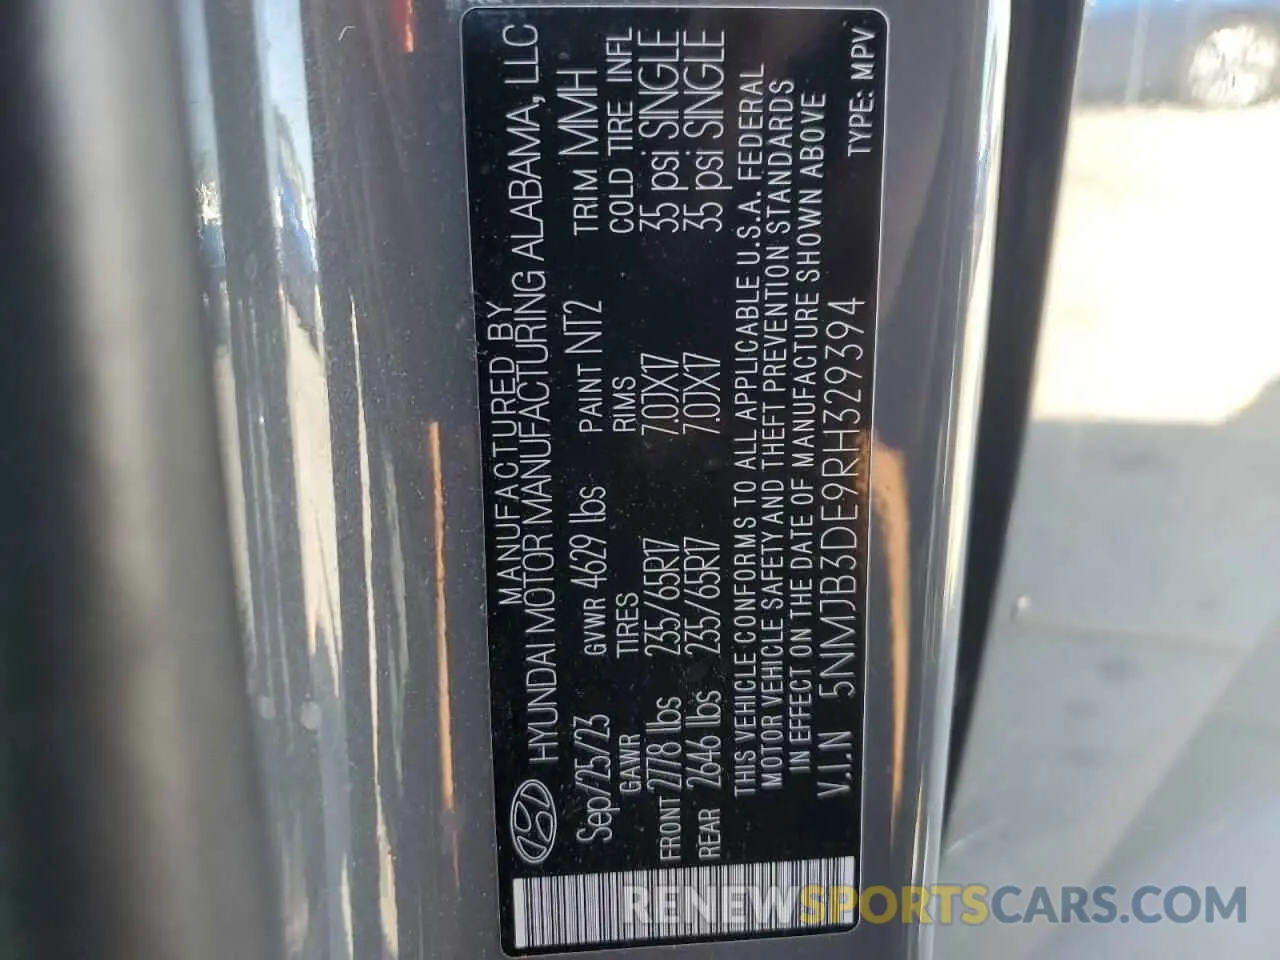 MANUFACTURED BY
HYUNDAI MOTOR MANUFACTURING ALABAMA, LLC
Sep/25/23 GVWR 4629 lbs PAINT NT2 TRIM MMH
GAWR TIRES RIMS COLD TIRE INFL
FRONT 2778 lbs 235/65R17 7.0JX17 35 psi SINGLE
REAR 2646 lbs 235/65R17 7.0JX17 35 psi SINGLE
THIS VEHICLE CONFORMS TO ALL APPLICABLE U.S.A. FEDERAL
MOTOR VEHICLE SAFETY AND THEFT PREVENTION STANDARDS
IN EFFECT ON THE DATE OF MANUFACTURE SHOWN ABOVE
V.I.N 5NMJB3DE9RH329394
TYPE: MPV
RENEWSPORTSCARS.COM